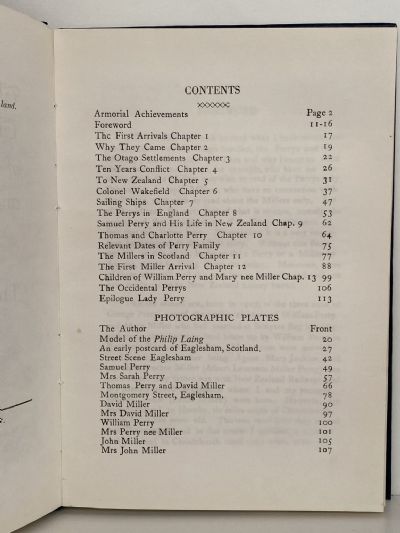 land.
CONTENTS
Armorial Achievements Page 2
Foreword 11-16
The First Arrivals Chapter 1 17
Why They Came Chapter 2 19
The Otago Settlements Chapter 3 22
Ten Years Conflict Chapter 4 26
To New Zealand Chapter 5 31
Colonel Wakefield Chapter 6 37
Sailing Ships Chapter 7 47
The Perrys in England Chapter 8 53
Samuel Perry and His Life in New Zealand Chap. 9 62
Thomas and Charlotte Perry Chapter 10 64
Relevant Dates of Perry Family 75
The Millers in Scotland Chapter 11 77
The First Miller Arrival Chapter 12 88
Children of William Perry and Mary nee Miller Chap. 13 99
The Occidental Perrys 106
Epilogue Lady Perry 113
PHOTOGRAPHIC PLATES
The Author Front
Model of the Philip Laing 20
An early postcard of Eaglesham, Scotland. 27
Street Scene Eaglesham 42
Samuel Perry 49
Mrs Sarah Perry 57
Thomas Perry and David Miller 66
Montgomery Street, Eaglesham. 78
David Miller 90
Mrs David Miller 97
William Perry 100
Mrs Perry nee Miller 101
John Miller 105
Mrs John Miller 107